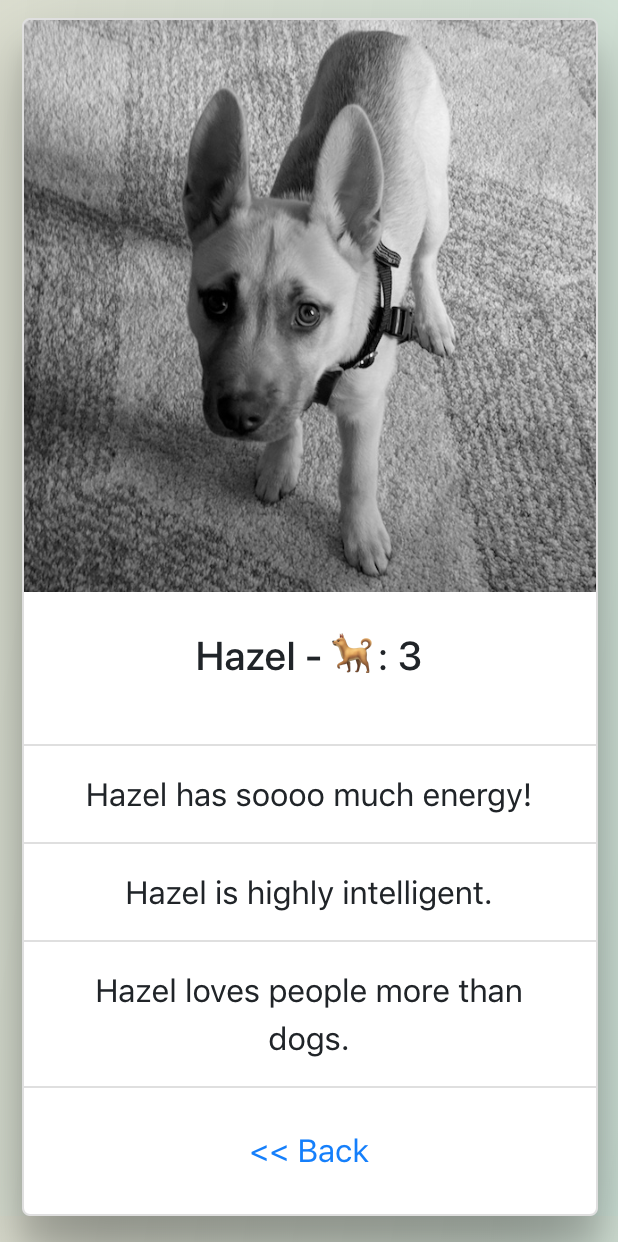 Hazel - 🐕: 3
Hazel has soooo much energy!
Hazel is highly intelligent.
Hazel loves people more than
dogs.
<< Back